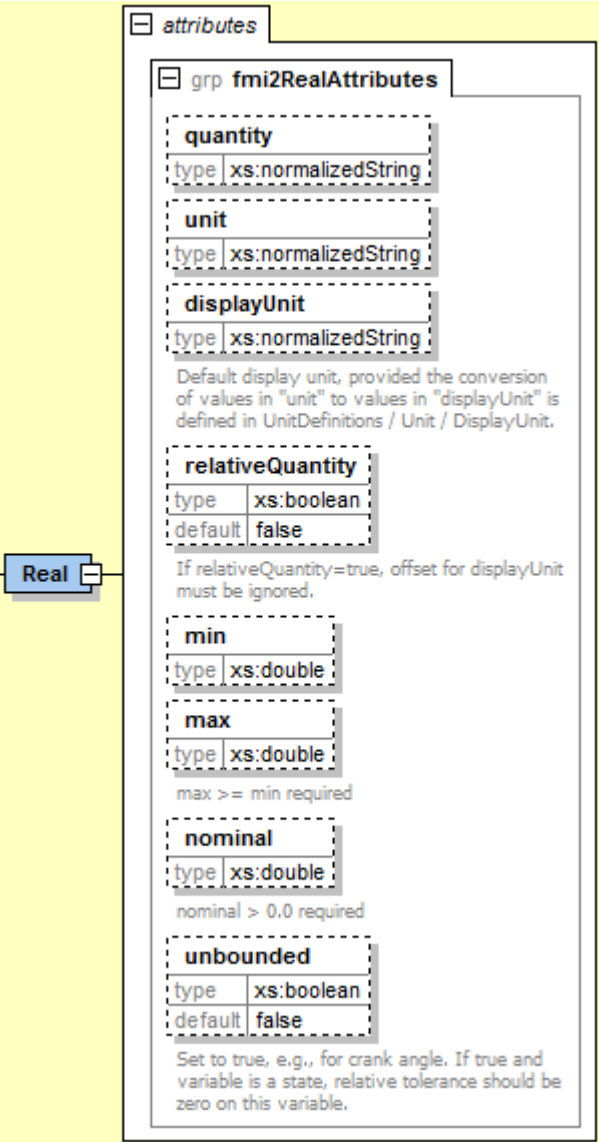 attributes
grp fmi2RealAttributes
quantity
type xs:normalizedString
unit
type xs:normalizedString
displayUnit
type xs:normalizedString
Default display unit, provided the conversion
of values in "unit" to values in "displayUnit" is
defined in UnitDefinitions / Unit / DisplayUnit.
relativeQuantity
type xs:boolean
default false
Real
If relativeQuantity=true, offset for displayUnit
must be ignored.
min
type xs:double
max
type xs:double
max >= min required
nominal
type xs:double
nominal > 0.0 required
unbounded
type xs:boolean
default false
Set to true, e.g., for crank angle. If true and
variable is a state, relative tolerance should be
zero on this variable.